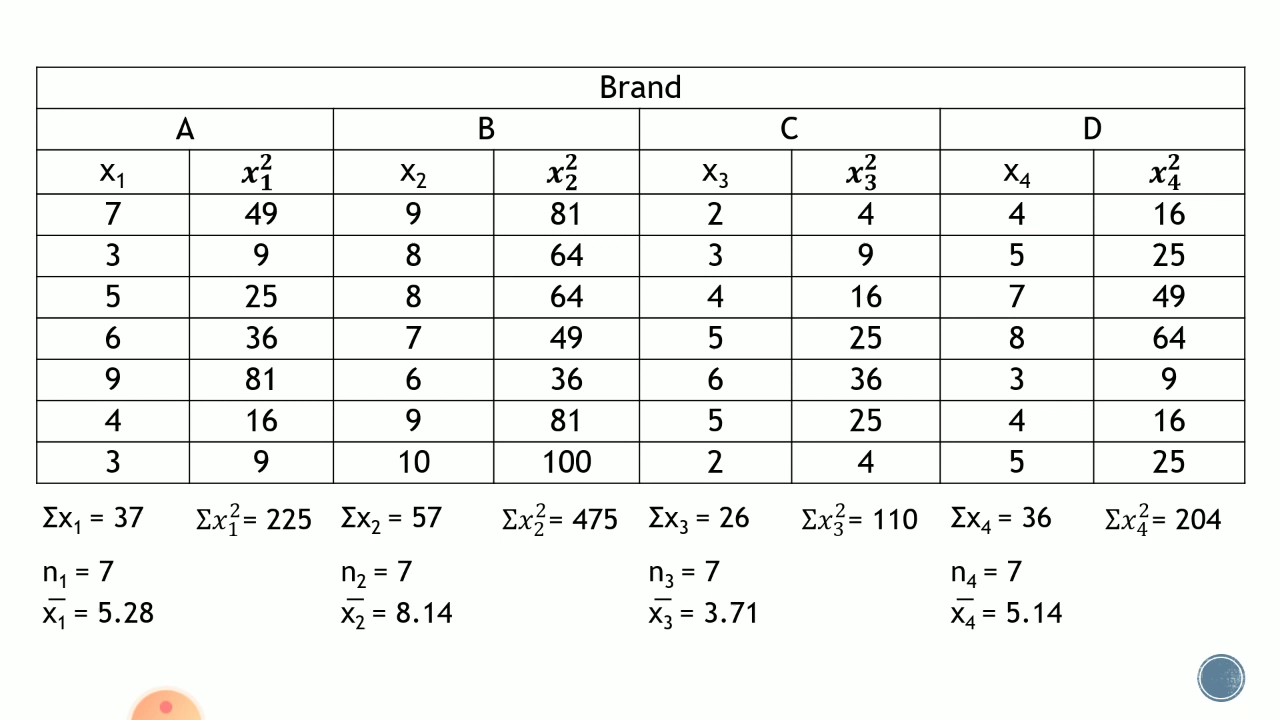 Brand
A B C D
x₁ x₁² x₂ x₂² x₃ x₃² x₄ x₄²
7 49 9 81 2 4 4 16
3 9 8 64 3 9 5 25
5 25 8 64 4 16 7 49
6 36 7 49 5 25 8 64
9 81 6 36 6 36 3 9
4 16 9 81 5 25 4 16
3 9 10 100 2 4 5 25
Σx₁ = 37 Σx₁²= 225 Σx₂ = 57 Σx₂²= 475 Σx₃ = 26 Σx₃²= 110 Σx₄ = 36 Σx₄²= 204
n₁ = 7 n₂ = 7 n₃ = 7 n₄ = 7
x̅₁ = 5.28 x̅₂ = 8.14 x̅₃ = 3.71 x̅₄ = 5.14